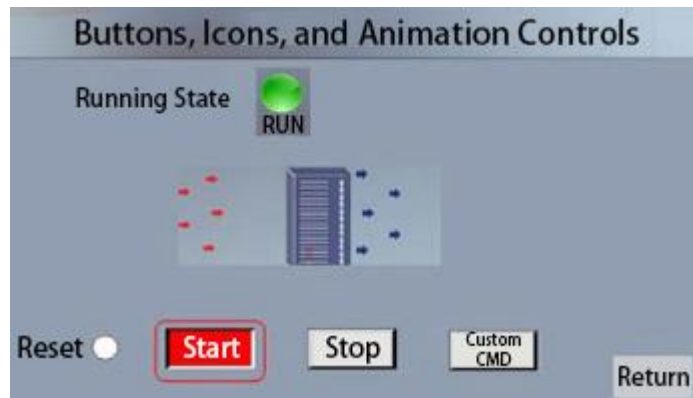 Buttons, Icons, and Animation Controls
Running State
RUN
Reset
Start
Stop
Custom
CMD
Return